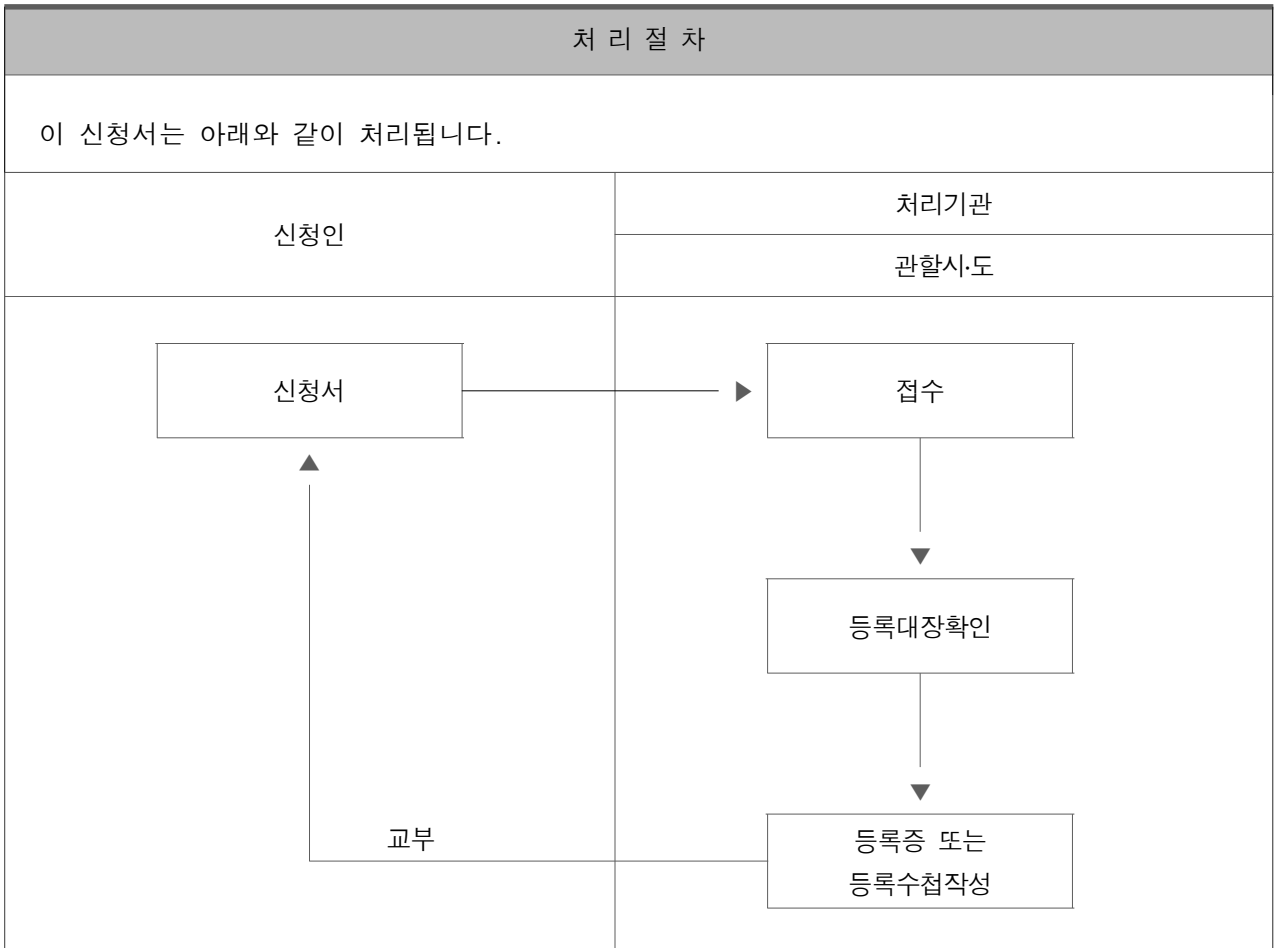 처 리 절 차
이 신청서는 아래와 같이 처리됩니다.
신청인
처리기관
관할시·도
신청서
접수
등록대장확인
교부
등록증 또는
등록수첩작성